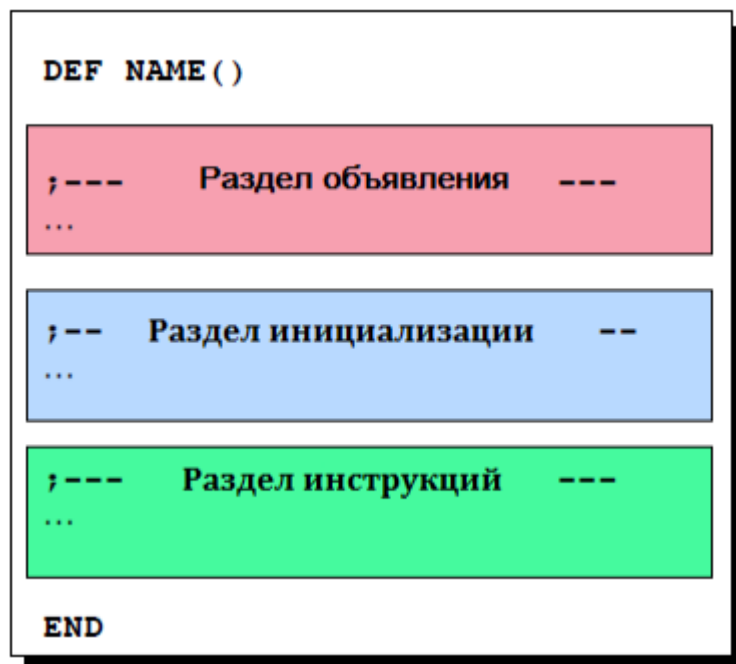 DEF NAME()
;--- Раздел объявления ---
...
;-- Раздел инициализации --
...
;--- Раздел инструкций ---
...
END